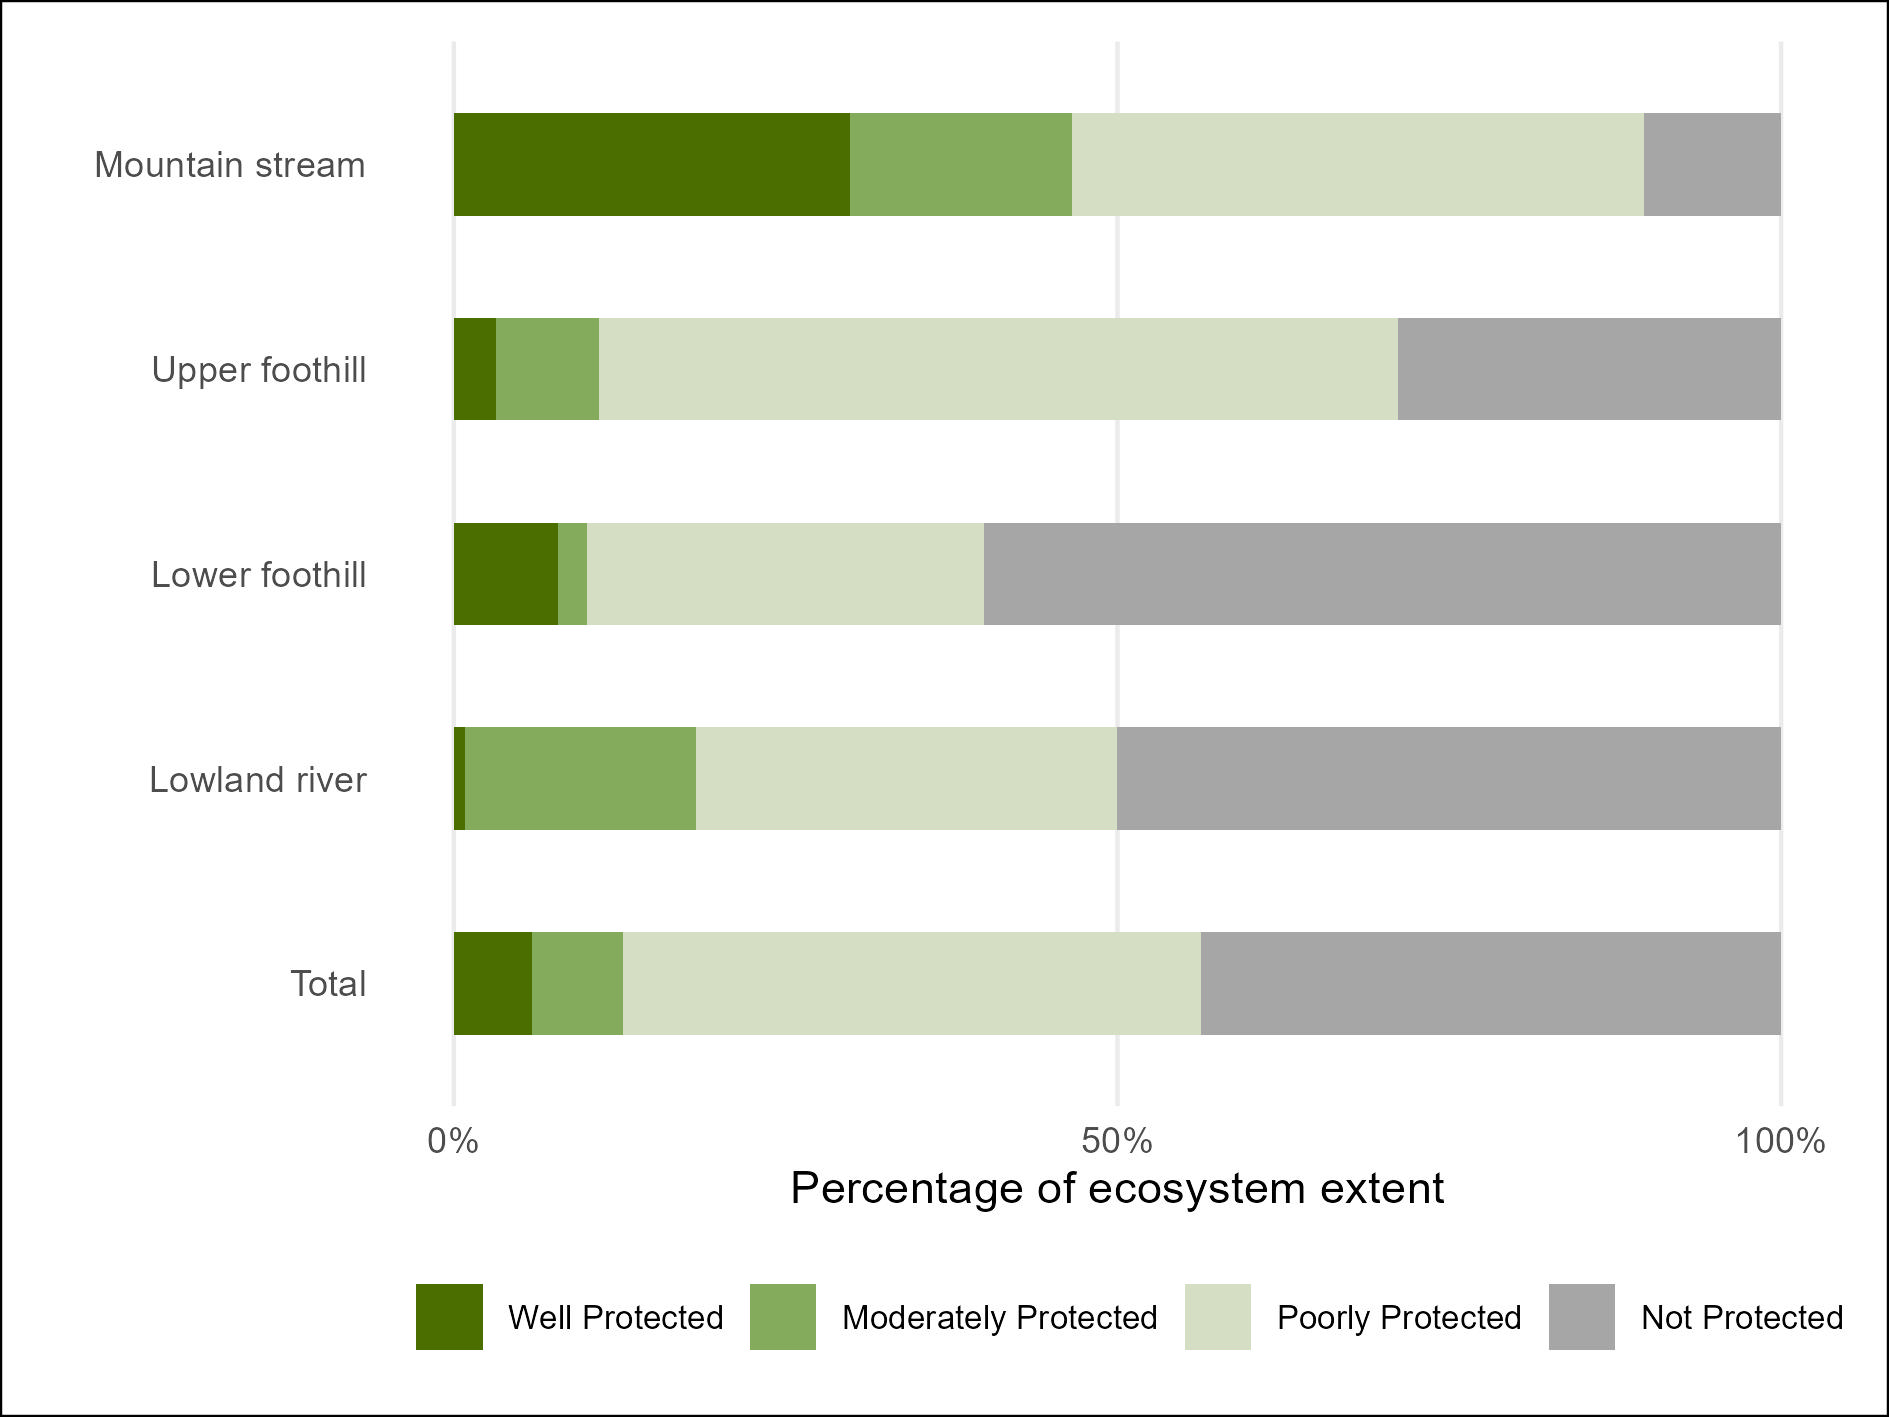 Mountain stream
Upper foothill
Lower foothill
Lowland river
Total
0% 50% 100%
Percentage of ecosystem extent
Well Protected Moderately Protected Poorly Protected Not Protected